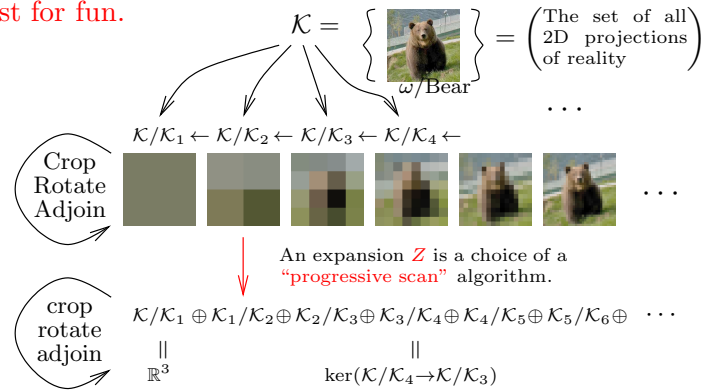 st for fun.
𝒦 = { } = (The set of all
2D projections
of reality)
ω/Bear
...
𝒦/𝒦₁ ← 𝒦/𝒦₂ ← 𝒦/𝒦₃ ← 𝒦/𝒦₄ ←
Crop
Rotate
Adjoin
...
An expansion Z is a choice of a
“progressive scan” algorithm.
crop
rotate
adjoin
𝒦/𝒦₁ ⊕ 𝒦₁/𝒦₂ ⊕ 𝒦₂/𝒦₃ ⊕ 𝒦₃/𝒦₄ ⊕ 𝒦₄/𝒦₅ ⊕ 𝒦₅/𝒦₆ ⊕ ...
|| ||
ℝ³ ker(𝒦/𝒦₄→𝒦/𝒦₃)